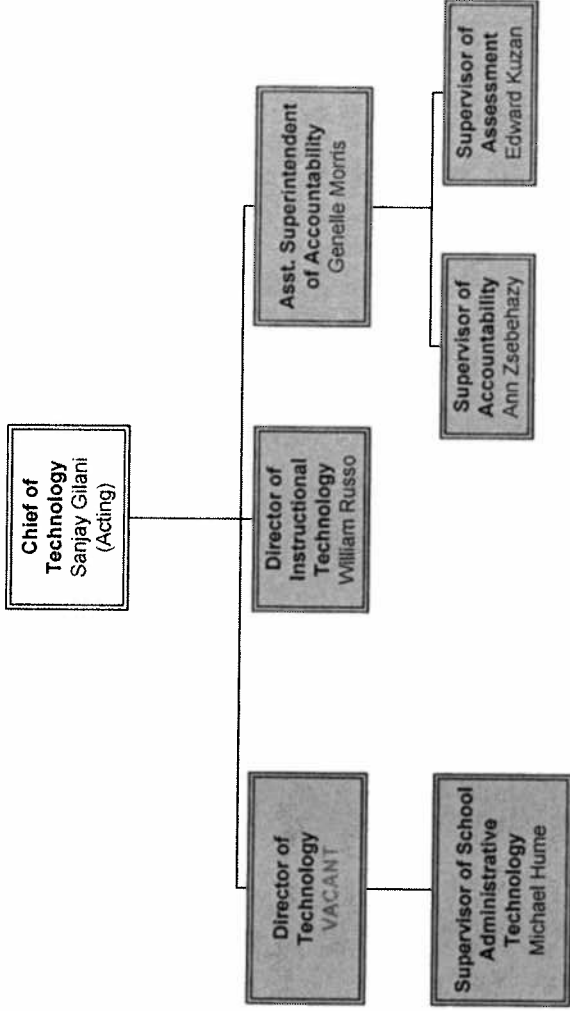 Chief of
Technology
Sanjay Gilani
(Acting)
Director of
Technology
VACANT
Director of
Instructional
Technology
William Russo
Asst. Superintendent
of Accountability
Genelle Morris
Supervisor of School
Administrative
Technology
Michael Hume
Supervisor of
Accountability
Ann Zsebehazy
Supervisor of
Assessment
Edward Kuzan